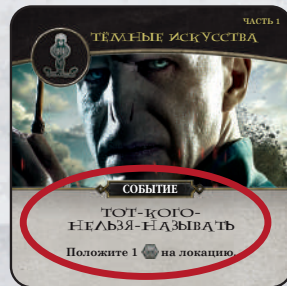 ЧАСТЬ 1
ТЁМНЫЕ ИСКУССТВА
СОБЫТИЕ
ТОТ-КОГО-
НЕЛЬЗЯ-НАЗЫВАТЬ
Положите 1 на локацию.